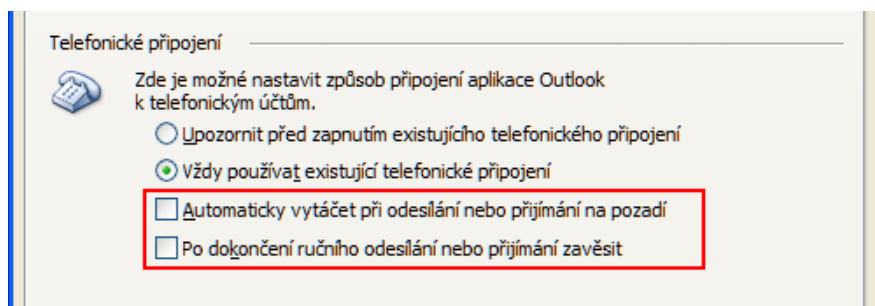 Telefonické připojení
Zde je možné nastavit způsob připojení aplikace Outlook
k telefonickým účtům.
Upozornit před zapnutím existujícího telefonického připojení
Vždy používat existující telefonické připojení
Automaticky vytáčet při odesílání nebo přijímání na pozadí
Po dokončení ručního odesílání nebo přijímání zavěsit